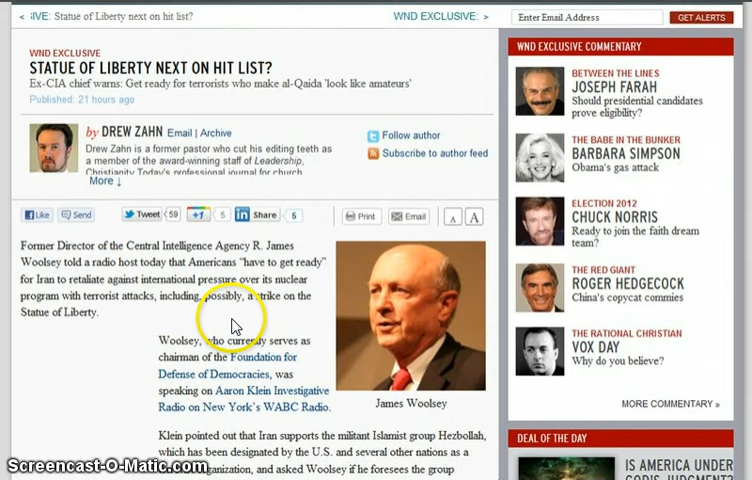 < IVE: Statue of Liberty next on hit list?
WND EXCLUSIVE: >
Enter Email Address
GET ALERTS
WND EXCLUSIVE
STATUE OF LIBERTY NEXT ON HIT LIST?
Ex-CIA chief warns: Get ready for terrorists who make al-Qaida 'look like amateurs'
Published: 21 hours ago
by DREW ZAHN Email | Archive
Drew Zahn is a former pastor who cut his editing teeth as
a member of the award-winning staff of Leadership,
Christianity Today's professional journal for church
More ↓
Follow author
Subscribe to author feed
Like
Send
Tweet
59
+1
5
in Share
5
Print
Email
A
A
Former Director of the Central Intelligence Agency R. James
Woolsey told a radio host today that Americans "have to get ready"
for Iran to retaliate against international pressure over its nuclear
program with terrorist attacks, including, possibly, a strike on the
Statue of Liberty.
Woolsey, who currently serves as
chairman of the Foundation for
Defense of Democracies, was
speaking on Aaron Klein Investigative
Radio on New York's WABC Radio.
James Woolsey
Klein pointed out that Iran supports the militant Islamist group Hezbollah,
which has been designated by the U.S. and several other nations as a
organization, and asked Woolsey if he foresees the group
WND EXCLUSIVE COMMENTARY
BETWEEN THE LINES
JOSEPH FARAH
Should presidential candidates
prove eligibility?
THE BABE IN THE BUNKER
BARBARA SIMPSON
Obama's gas attack
ELECTION 2012
CHUCK NORRIS
Ready to join the faith dream
team?
THE RED GIANT
ROGER HEDGECOCK
China's copycat commies
THE RATIONAL CHRISTIAN
VOX DAY
Why do you believe?
MORE COMMENTARY »
DEAL OF THE DAY
IS AMERICA UNDER
GOD'S JUDGMENT?
Screencast-O-Matic.com